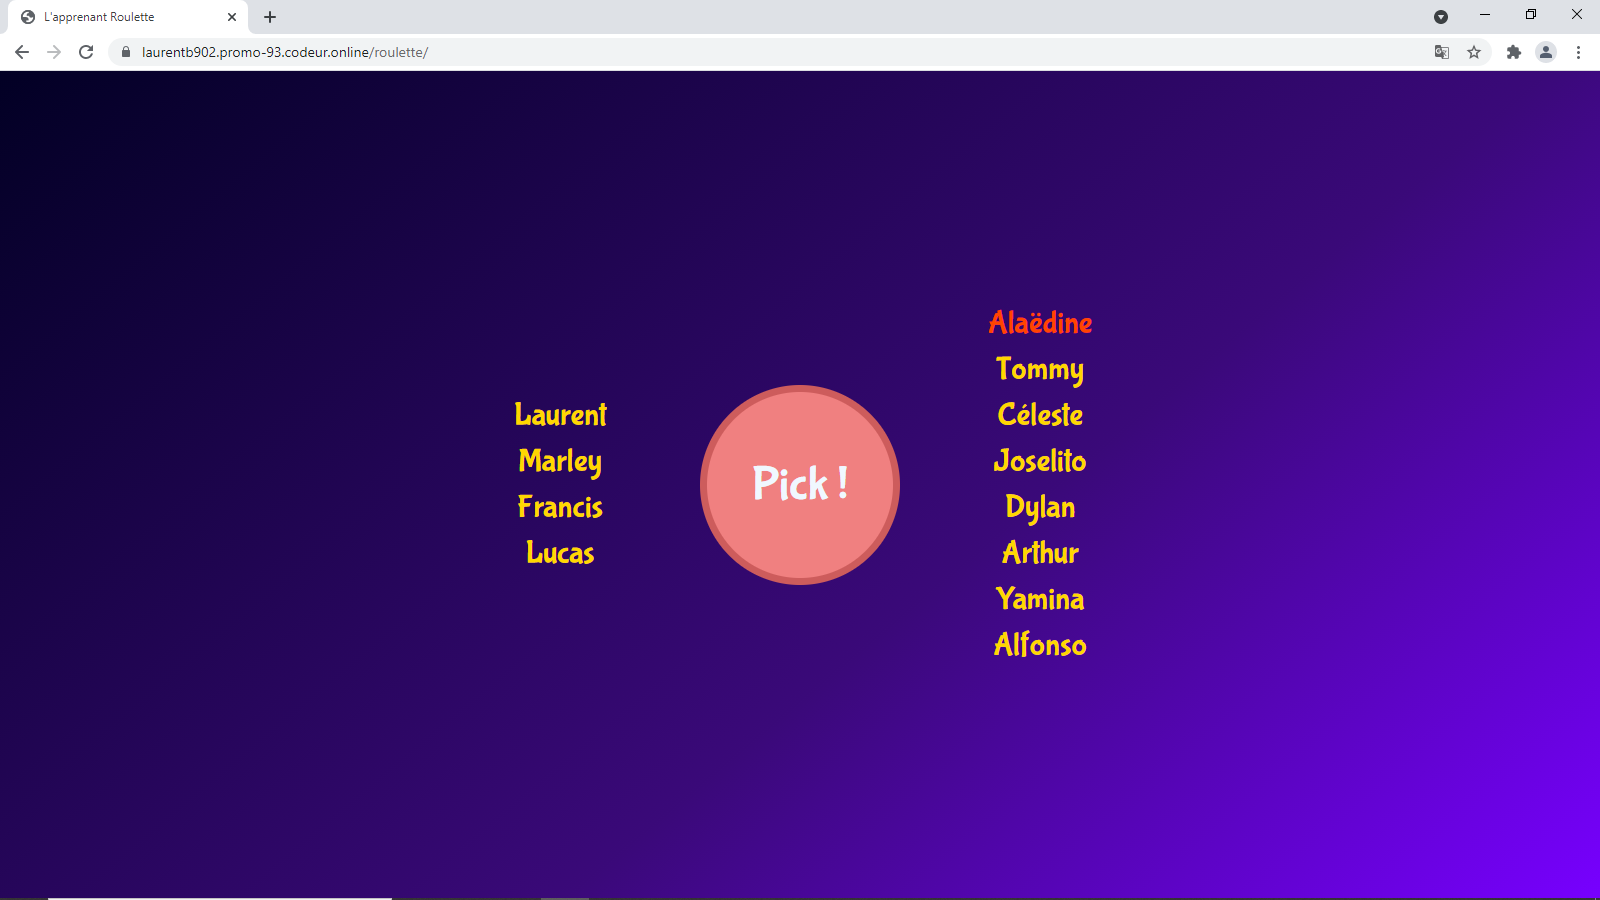 L'apprenant Roulette
laurentb902.promo-93.codeur.online/roulette/
Laurent
Marley
Francis
Lucas
Pick !
Alaëdine
Tommy
Céleste
Joselito
Dylan
Arthur
Yamina
Alfonso